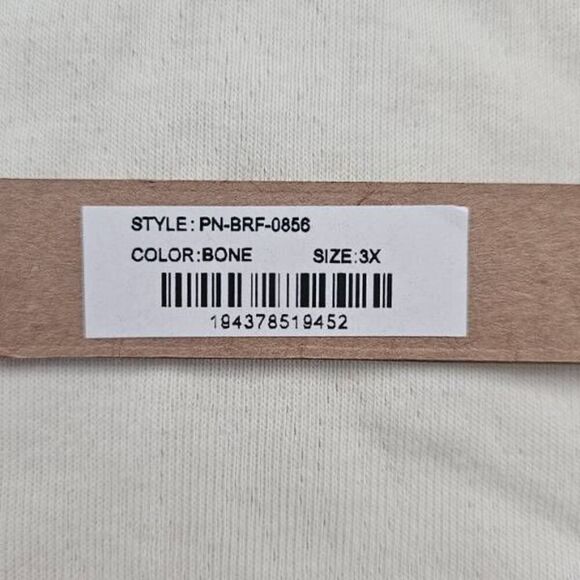 STYLE: PN-BRF-0856
COLOR:BONE SIZE:3X
194378519452